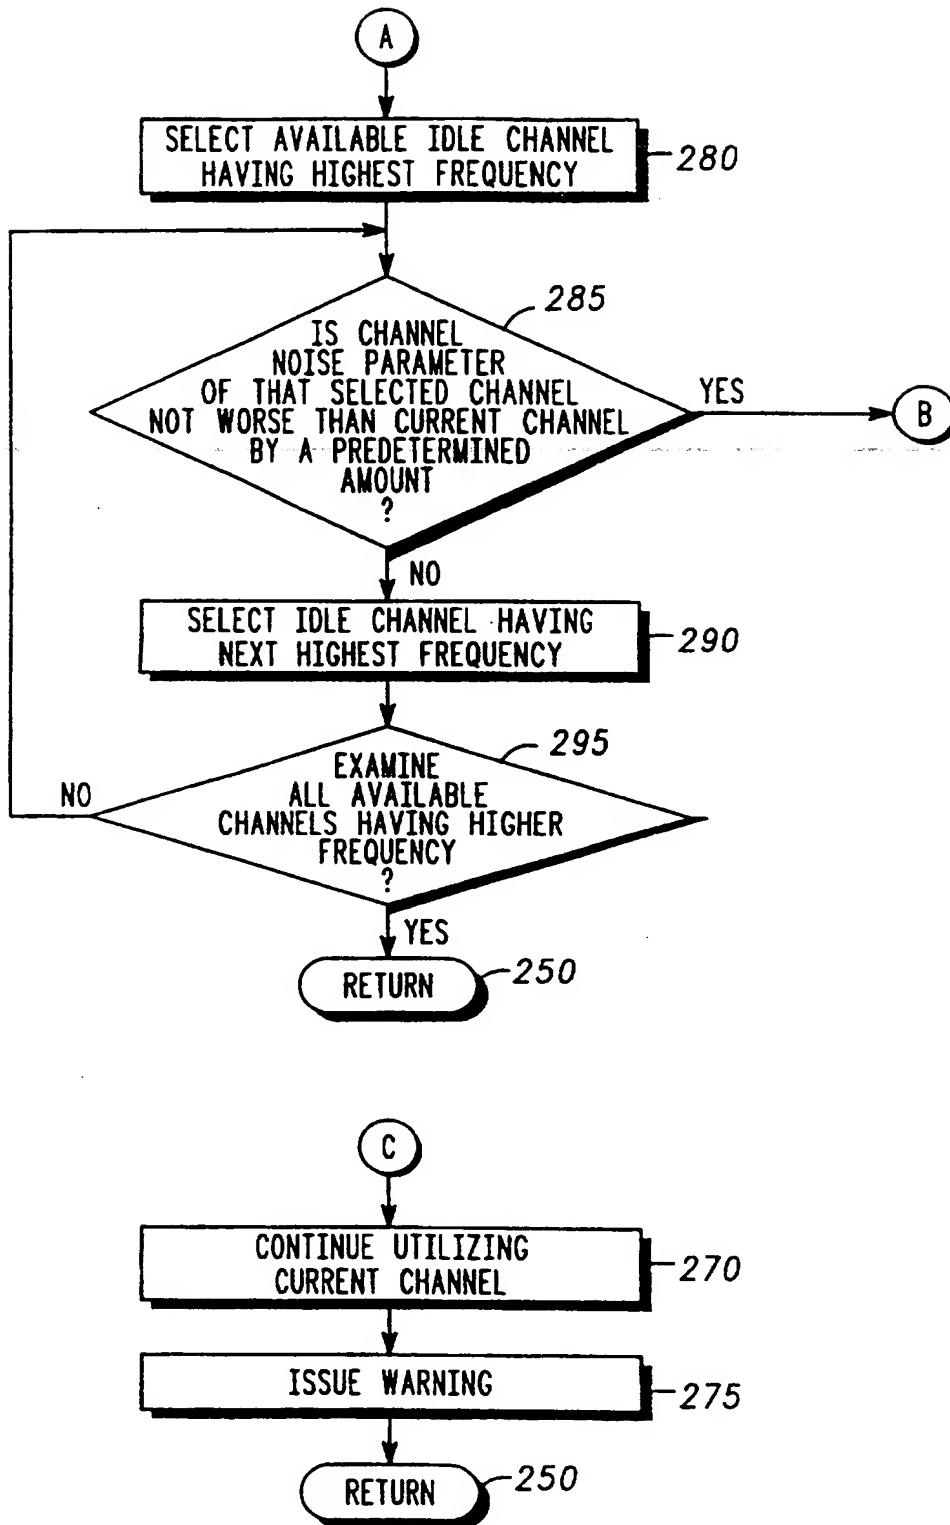 A
SELECT AVAILABLE IDLE CHANNEL
HAVING HIGHEST FREQUENCY
280
285
IS CHANNEL
NOISE PARAMETER
OF THAT SELECTED CHANNEL
NOT WORSE THAN CURRENT CHANNEL
BY A PREDETERMINED
AMOUNT
?
YES
B
NO
SELECT IDLE CHANNEL HAVING
NEXT HIGHEST FREQUENCY
290
295
EXAMINE
ALL AVAILABLE
CHANNELS HAVING HIGHER
FREQUENCY
?
NO
YES
RETURN
250
C
CONTINUE UTILIZING
CURRENT CHANNEL
270
ISSUE WARNING
275
RETURN
250